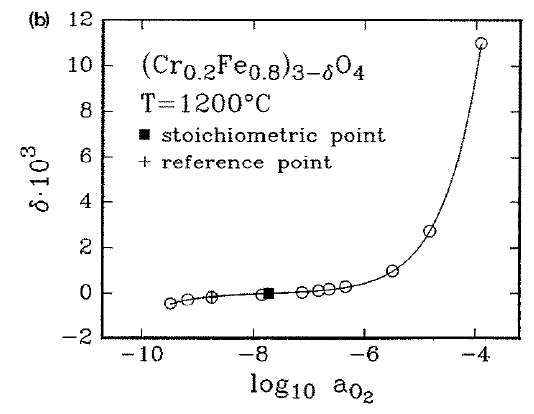 (b)
12
10
8
6
4
2
0
−2
δ·10³
(Cr0.2Fe0.8)3−δO4
T=1200°C
■ stoichiometric point
+ reference point
−10 −8 −6 −4
log10 aO2